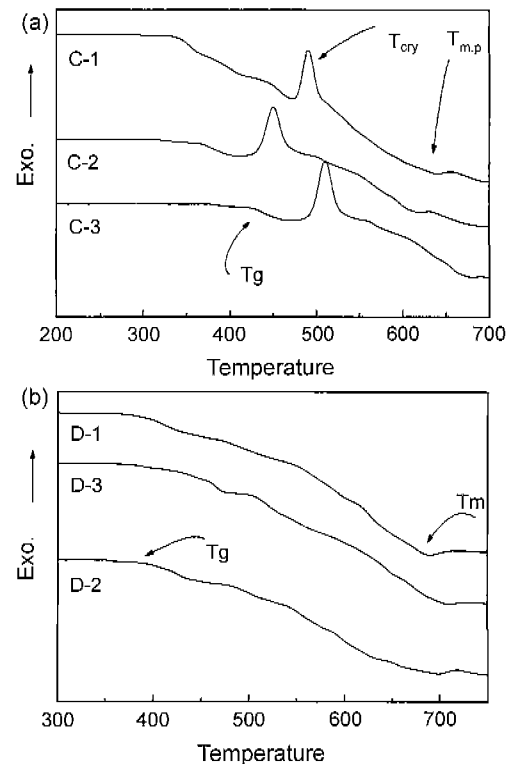 (a)
T_cry
T_m.p
C-1
C-2
C-3
Tg
Exo.
200 300 400 500 600 700
Temperature
(b)
D-1
D-3
Tm
Tg
D-2
Exo.
300 400 500 600 700
Temperature